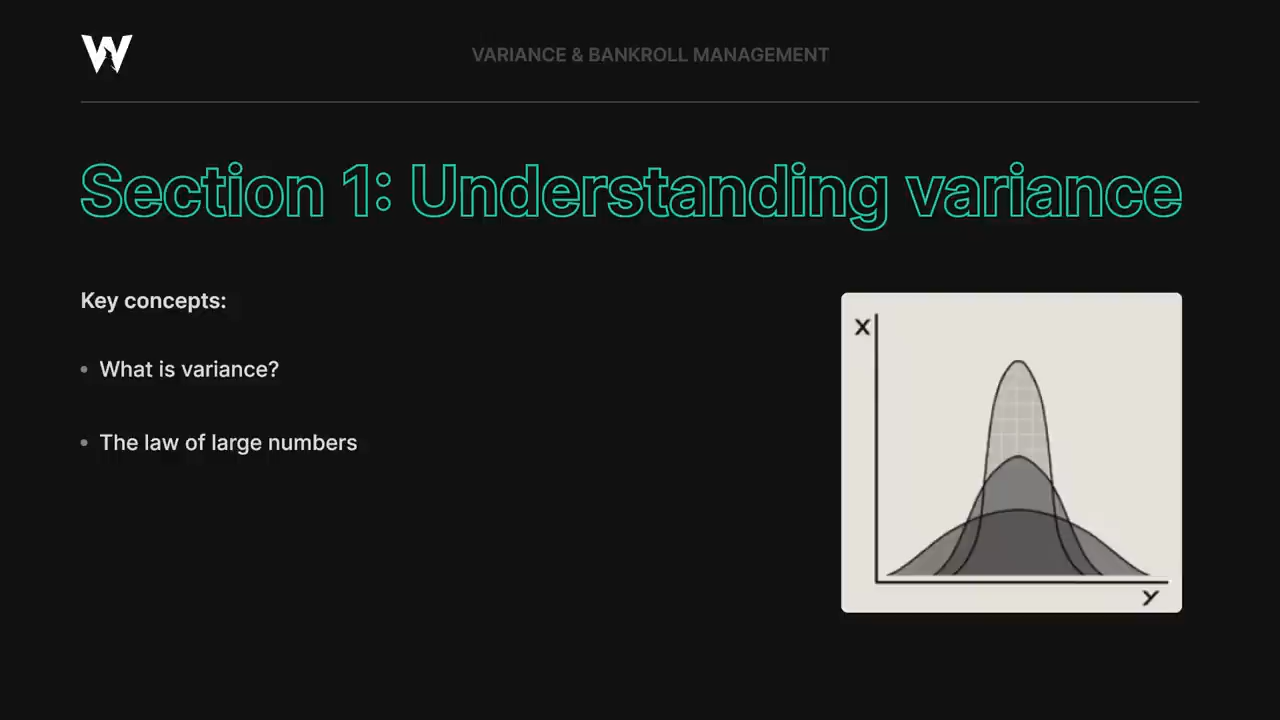 W
VARIANCE & BANKROLL MANAGEMENT
Section 1: Understanding variance
Key concepts:
• What is variance?
• The law of large numbers
X
Y